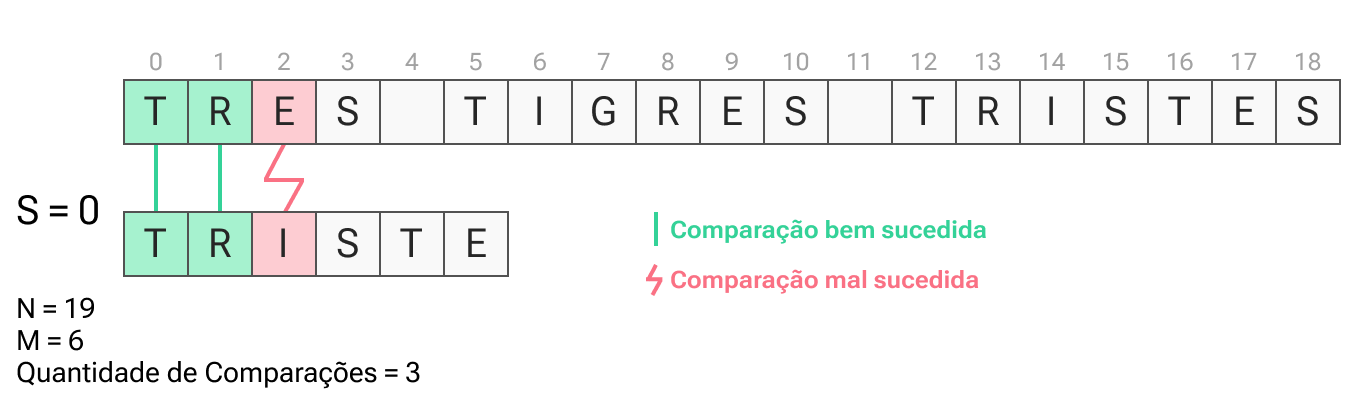 0 1 2 3 4 5 6 7 8 9 10 11 12 13 14 15 16 17 18
T R E S T I G R E S T R I S T E S
S = 0
T R I S T E
Comparação bem sucedida
Comparação mal sucedida
N = 19
M = 6
Quantidade de Comparações = 3